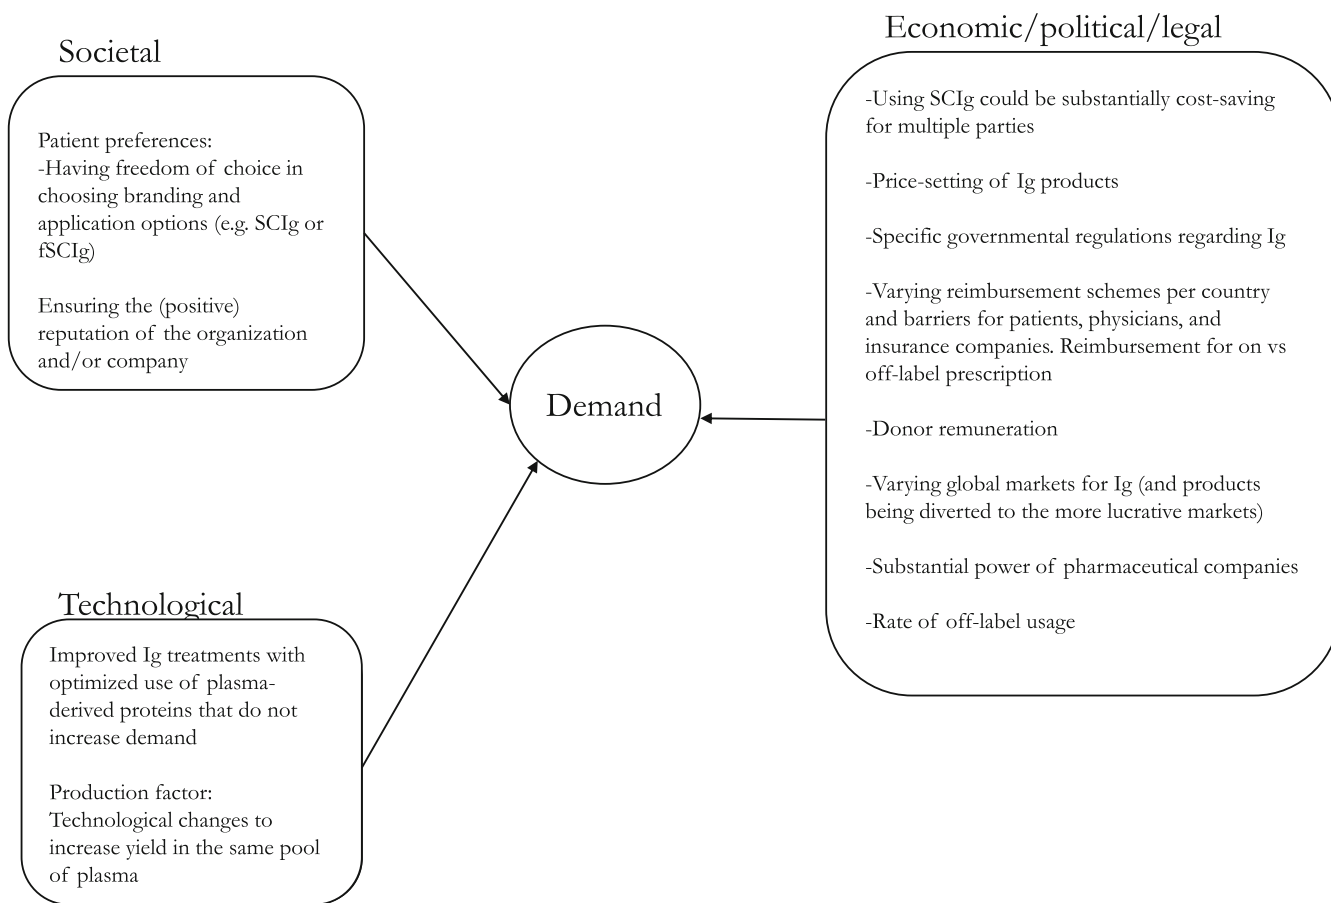 Societal
Patient preferences:
-Having freedom of choice in
choosing branding and
application options (e.g. SCIg or
fSCIg)
Ensuring the (positive)
reputation of the organization
and/or company
Economic/political/legal
-Using SCIg could be substantially cost-saving
for multiple parties
-Price-setting of Ig products
-Specific governmental regulations regarding Ig
-Varying reimbursement schemes per country
and barriers for patients, physicians, and
insurance companies. Reimbursement for on vs
off-label prescription
-Donor remuneration
-Varying global markets for Ig (and products
being diverted to the more lucrative markets)
-Substantial power of pharmaceutical companies
-Rate of off-label usage
Demand
Technological
Improved Ig treatments with
optimized use of plasma-
derived proteins that do not
increase demand
Production factor:
Technological changes to
increase yield in the same pool
of plasma